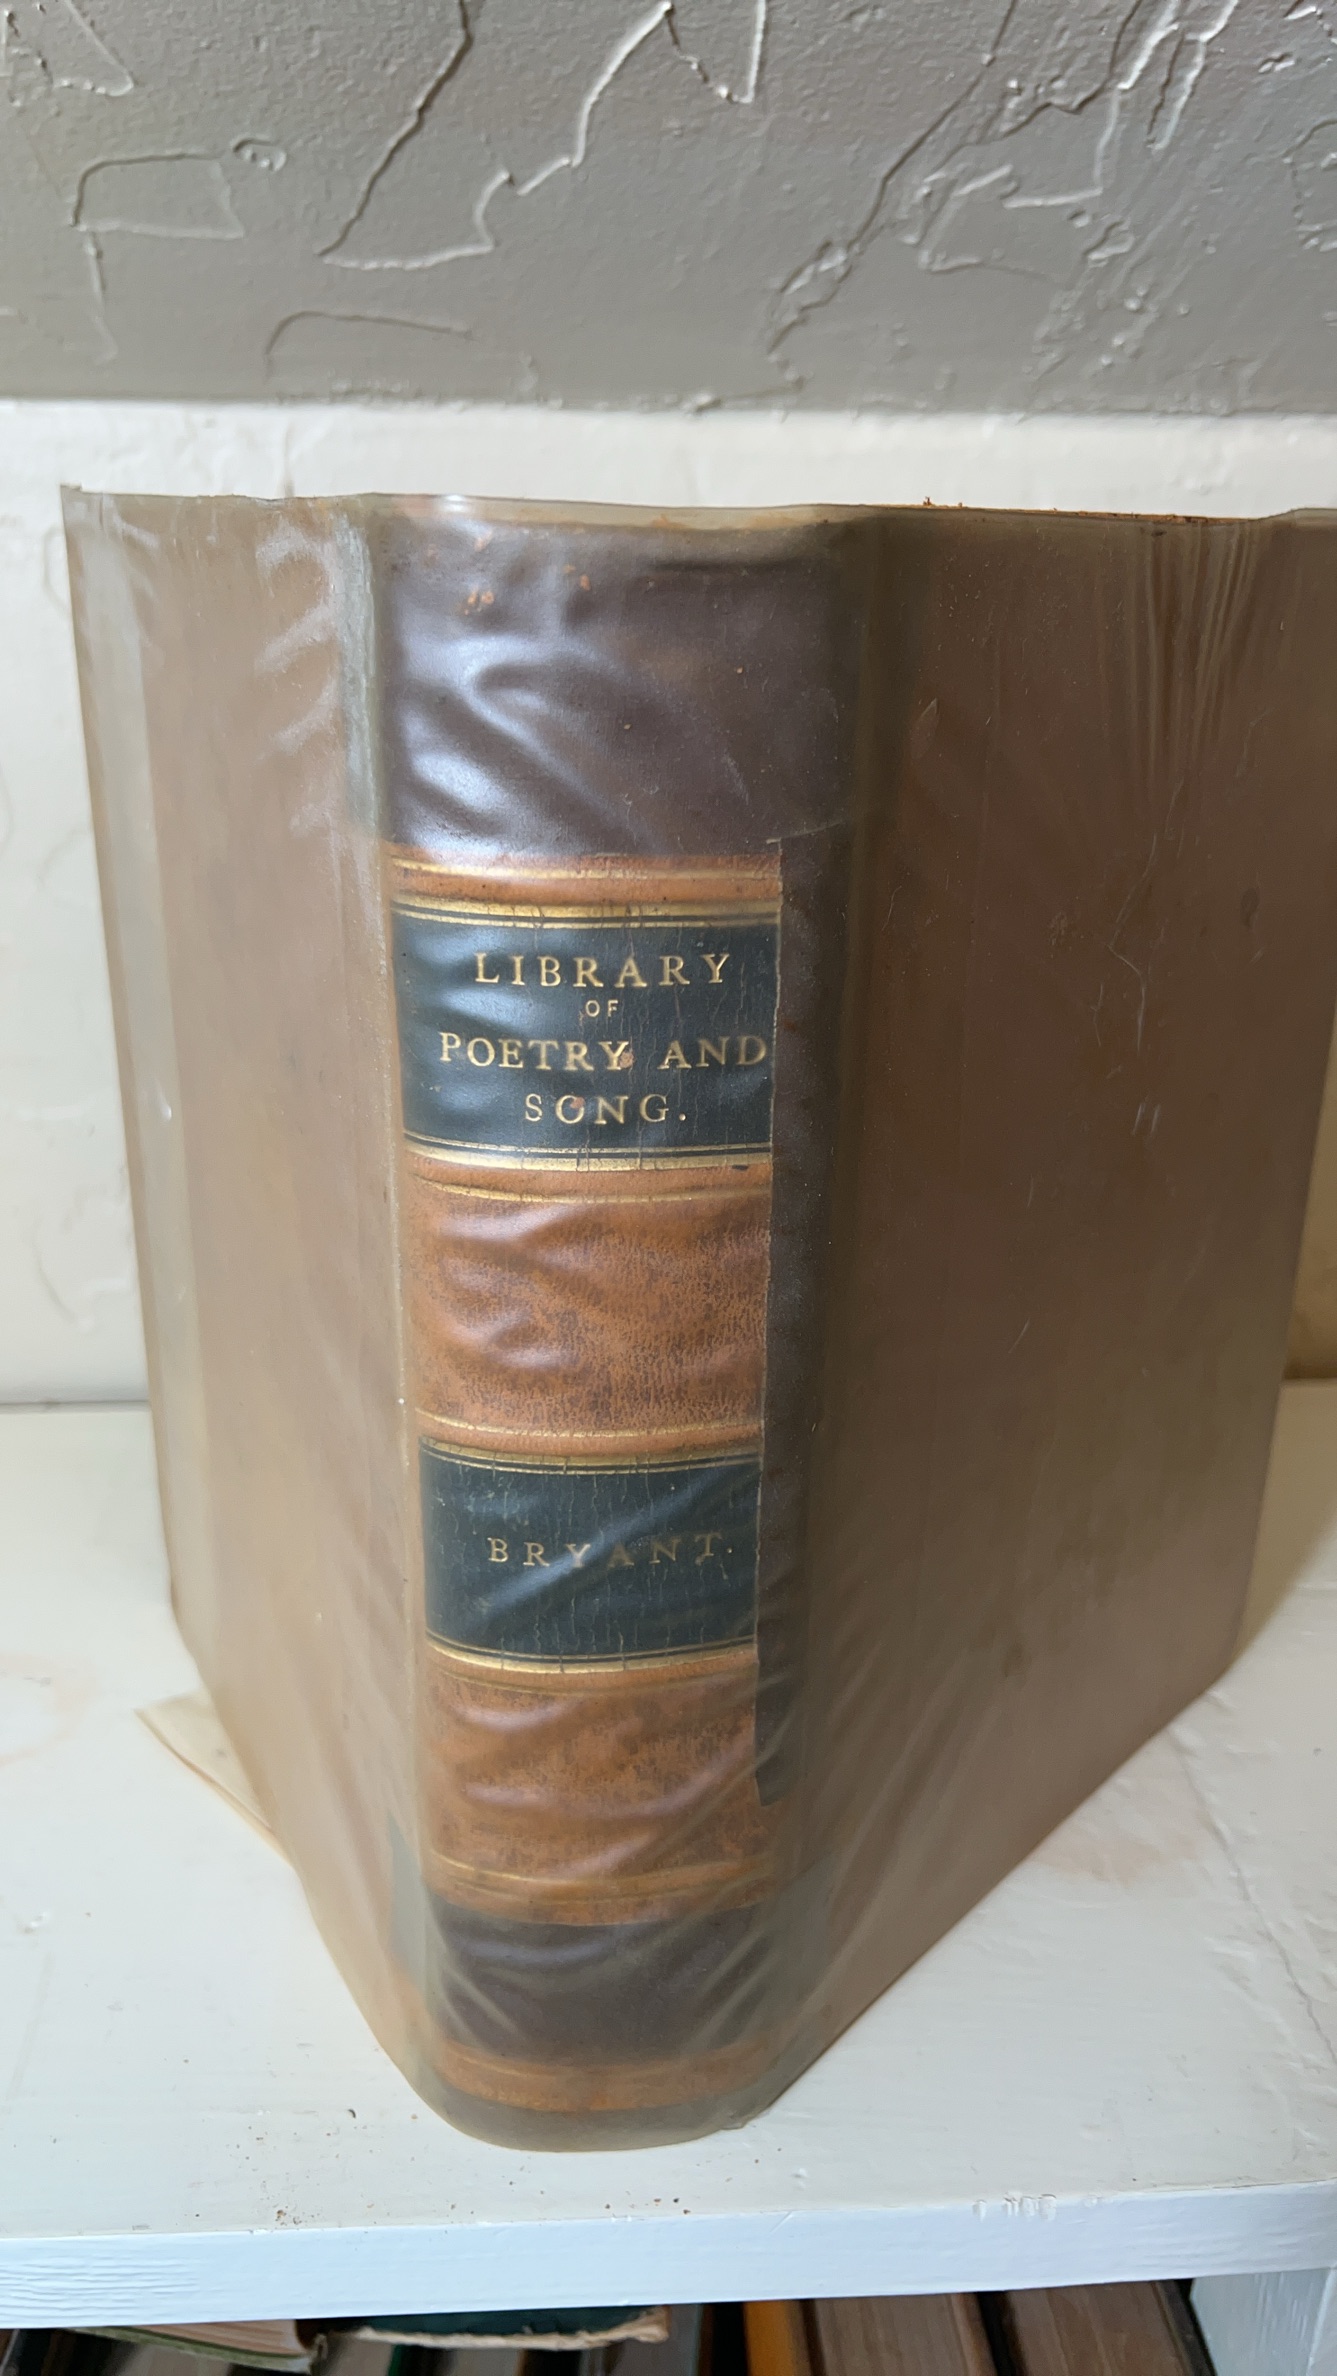 LIBRARY
OF
POETRY AND
SONG.
BRYANT.